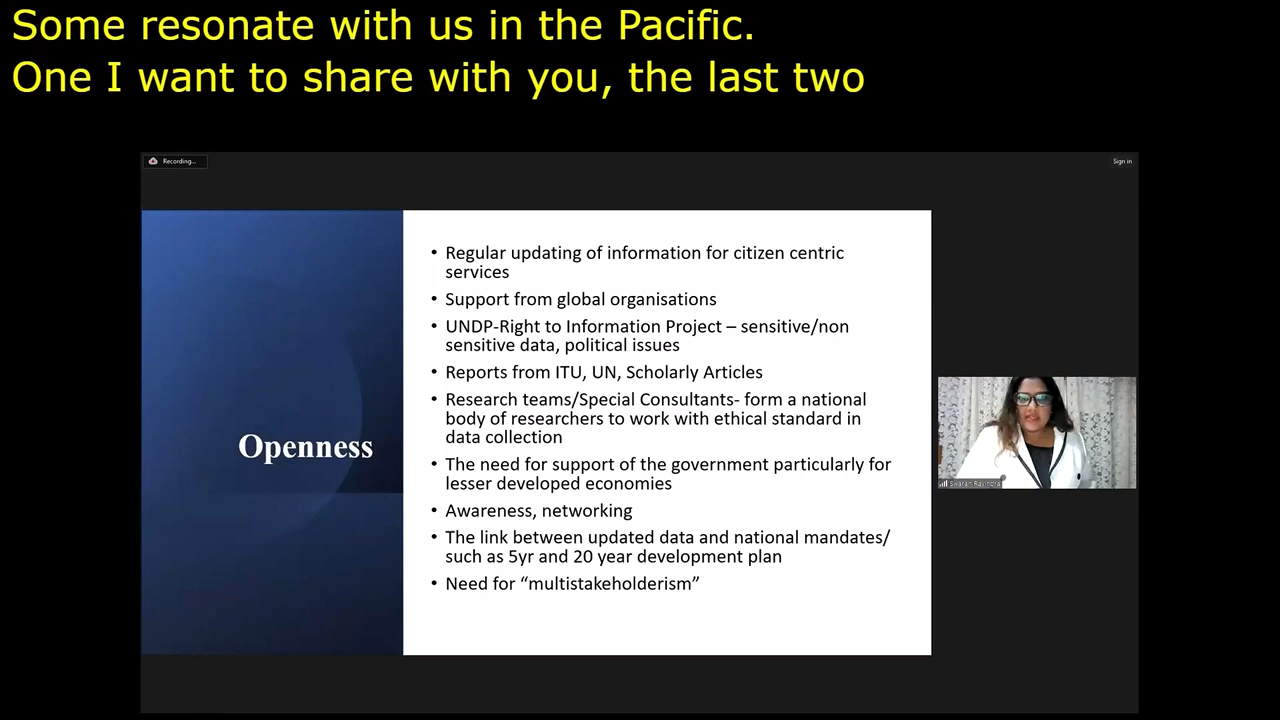 Some resonate with us in the Pacific.
One I want to share with you, the last two
Recording...
Sign in
Openness
• Regular updating of information for citizen centric
services
• Support from global organisations
• UNDP-Right to Information Project – sensitive/non
sensitive data, political issues
• Reports from ITU, UN, Scholarly Articles
• Research teams/Special Consultants- form a national
body of researchers to work with ethical standard in
data collection
• The need for support of the government particularly for
lesser developed economies
• Awareness, networking
• The link between updated data and national mandates/
such as 5yr and 20 year development plan
• Need for “multistakeholderism”
Swaran Ravindra